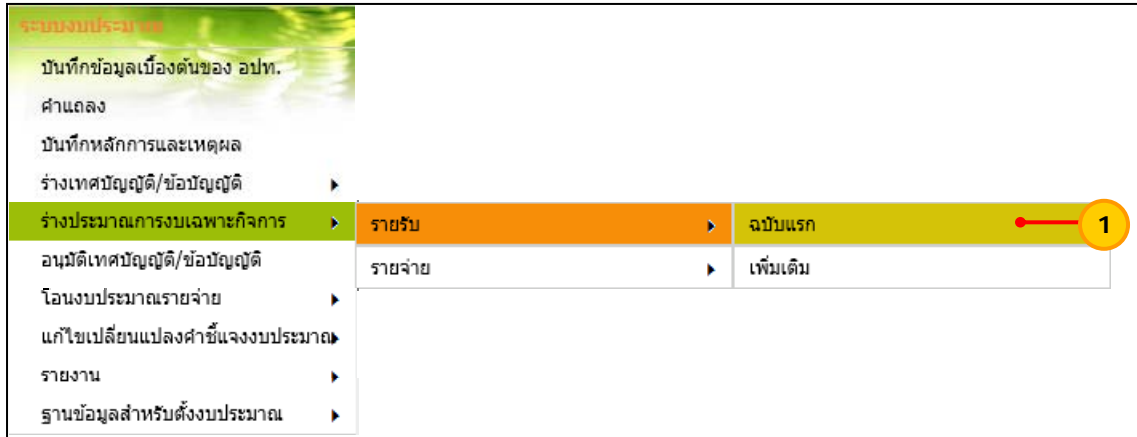 ระบบงบประมาณ
บันทึกข้อมูลเบื้องต้นของ อปท.
คำแถลง
บันทึกหลักการและเหตุผล
ร่างเทศบัญญัติ/ข้อบัญญัติ
ร่างประมาณการงบเฉพาะกิจการ
รายรับ
ฉบับแรก
1
อนุมัติเทศบัญญัติ/ข้อบัญญัติ
รายจ่าย
เพิ่มเติม
โอนงบประมาณรายจ่าย
แก้ไขเปลี่ยนแปลงคำชี้แจงงบประมาณ
รายงาน
ฐานข้อมูลสำหรับตั้งงบประมาณ